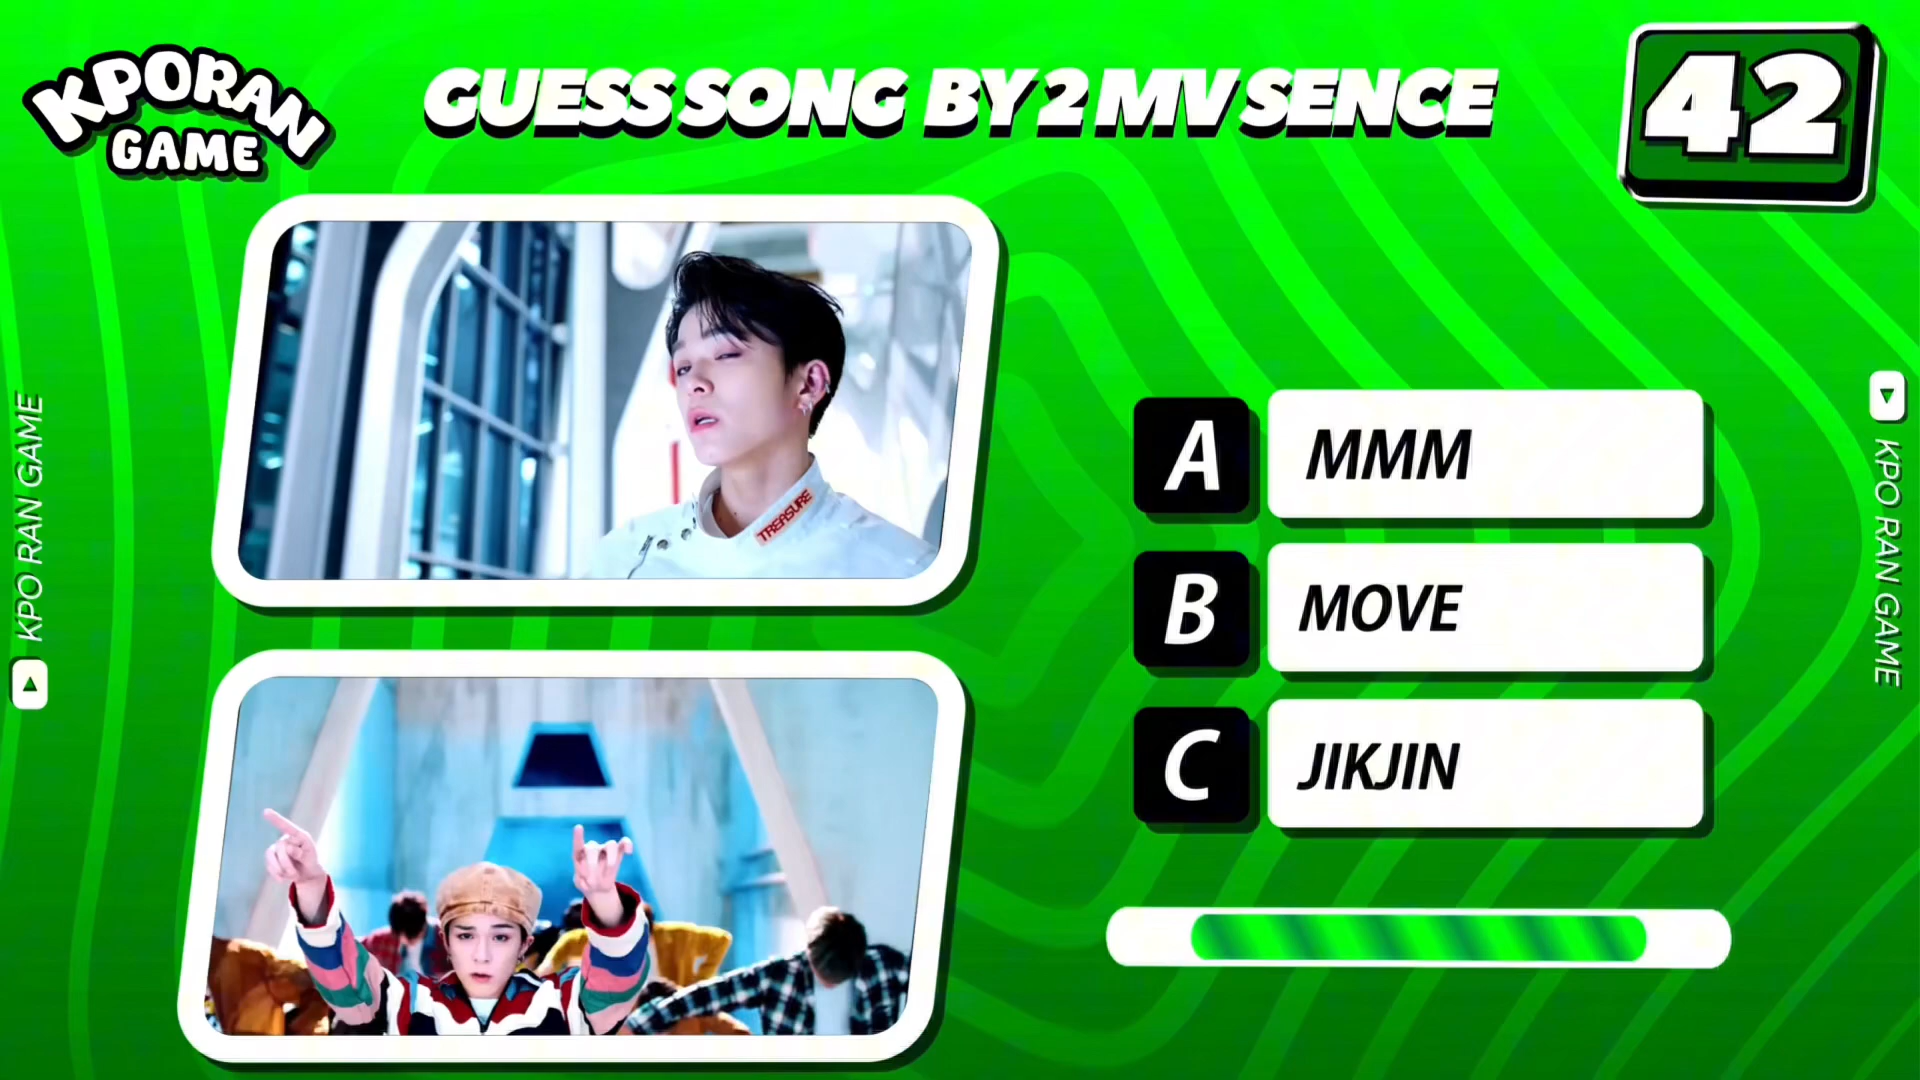 KPORAN
GAME
GUESS SONG BY 2 MV SENCE
42
TREASURE
A MMM
B MOVE
C JIKJIN
KPO RAN GAME
KPO RAN GAME